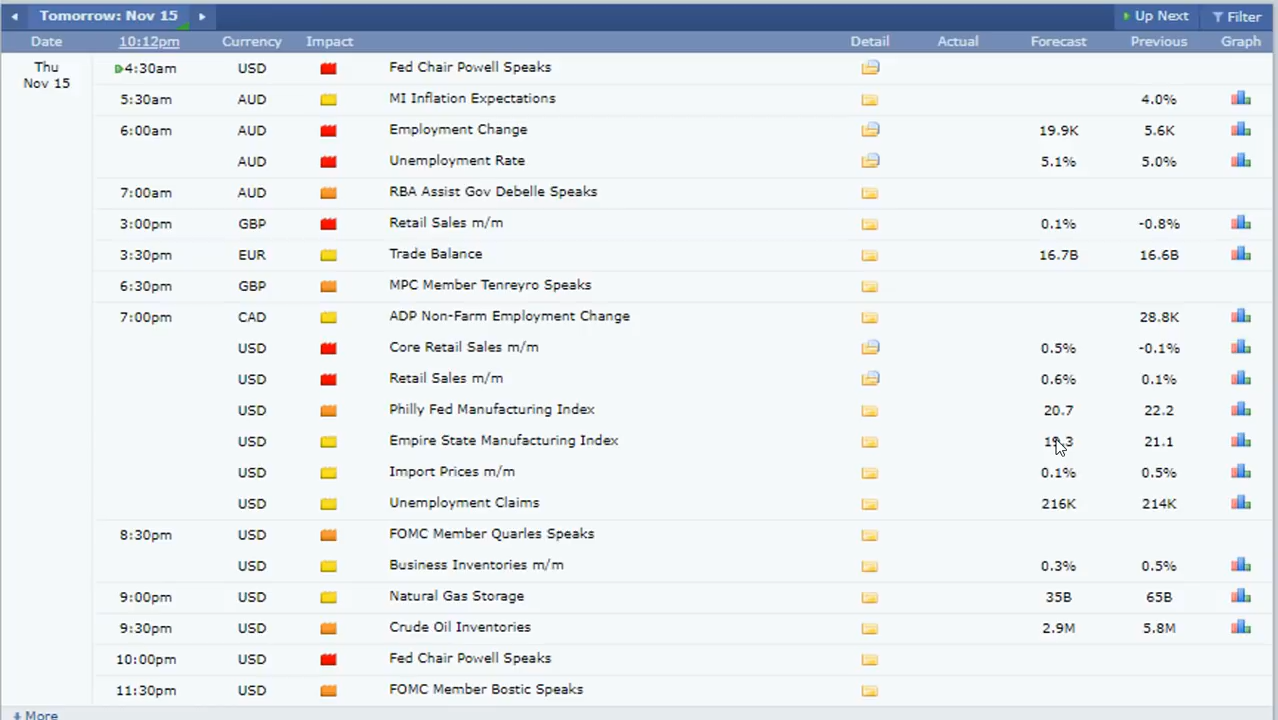 Tomorrow: Nov 15 Up Next Filter
Date 10:12pm Currency Impact Detail Actual Forecast Previous Graph
Thu Nov 15 4:30am USD Fed Chair Powell Speaks
5:30am AUD MI Inflation Expectations 4.0%
6:00am AUD Employment Change 19.9K 5.6K
AUD Unemployment Rate 5.1% 5.0%
7:00am AUD RBA Assist Gov Debelle Speaks
3:00pm GBP Retail Sales m/m 0.1% -0.8%
3:30pm EUR Trade Balance 16.7B 16.6B
6:30pm GBP MPC Member Tenreyro Speaks
7:00pm CAD ADP Non-Farm Employment Change 28.8K
USD Core Retail Sales m/m 0.5% -0.1%
USD Retail Sales m/m 0.6% 0.1%
USD Philly Fed Manufacturing Index 20.7 22.2
USD Empire State Manufacturing Index 21.1
USD Import Prices m/m 0.1% 0.5%
USD Unemployment Claims 216K 214K
8:30pm USD FOMC Member Quarles Speaks
USD Business Inventories m/m 0.3% 0.5%
9:00pm USD Natural Gas Storage 35B 65B
9:30pm USD Crude Oil Inventories 2.9M 5.8M
10:00pm USD Fed Chair Powell Speaks
11:30pm USD FOMC Member Bostic Speaks
More